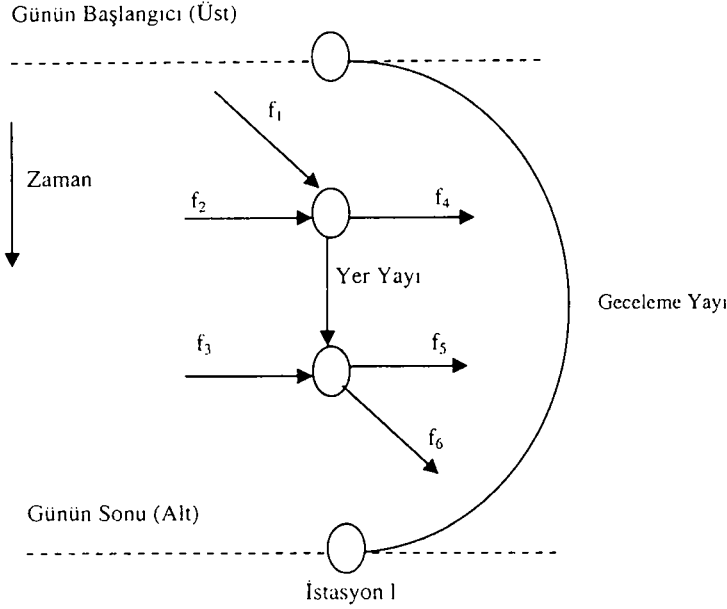 Günün Başlangıcı (Üst)
f₁
Zaman
f₂
f₄
Yer Yayı
Geceleme Yayı
f₃
f₅
f₆
Günün Sonu (Alt)
İstasyon l